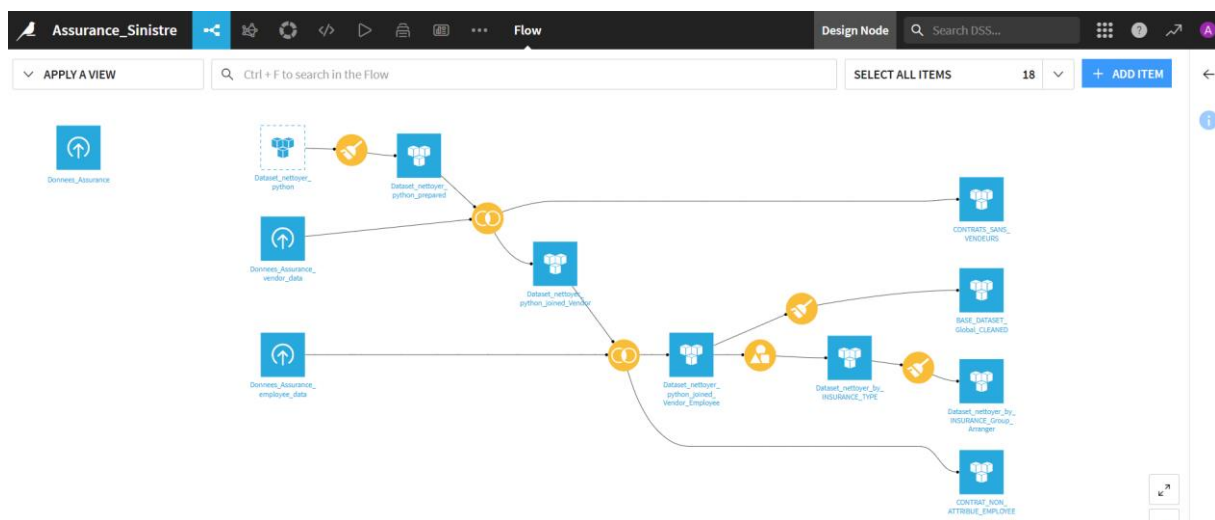 Assurance_Sinistre
Flow
Design Node
Search DSS...
A
APPLY A VIEW
Ctrl + F to search in the Flow
SELECT ALL ITEMS
18
+ ADD ITEM
Donnees_Assurance
Dataset_nettoyer_
python
Dataset_nettoyer_
python_prepared
Donnees_Assurance_
vendor_data
Dataset_nettoyer_
python_joined_Vendor
CONTRATS_SANS_
VENDEURS
BASE_DATASET_
Global_CLEANED
Donnees_Assurance_
employee_data
Dataset_nettoyer_
python_joined_
Vendor_Employee
Dataset_nettoyer_by_
INSURANCE_TYPE
Dataset_nettoyer_by_
INSURANCE_Group_
Arranger
CONTRAT_NON_
ATTRIBUE_EMPLOYEE